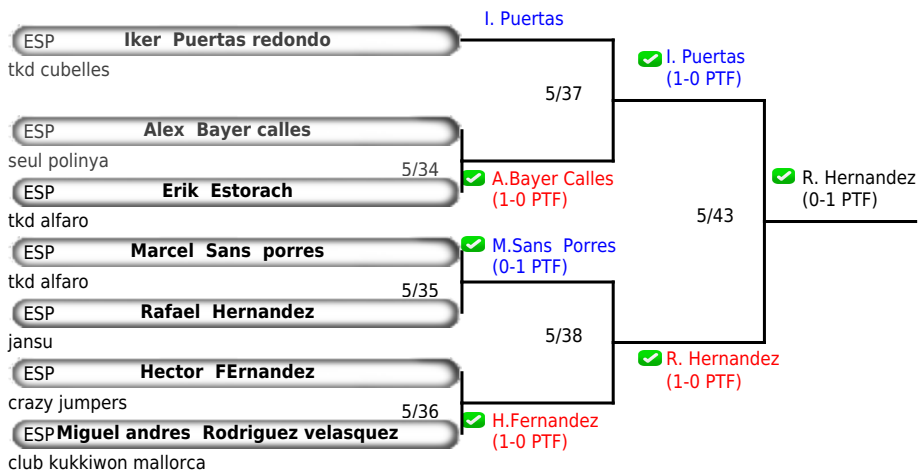 I. Puertas
ESP Iker Puertas redondo
tkd cubelles
I. Puertas
(1-0 PTF)
5/37
ESP Alex Bayer calles
seul polinya
5/34
A.Bayer Calles
(1-0 PTF)
ESP Erik Estorach
tkd alfaro
R. Hernandez
(0-1 PTF)
5/43
ESP Marcel Sans porres
tkd alfaro
M.Sans Porres
(0-1 PTF)
5/35
ESP Rafael Hernandez
jansu
5/38
R. Hernandez
(1-0 PTF)
ESP Hector FErnandez
crazy jumpers
5/36
H.Fernandez
(1-0 PTF)
ESP Miguel andres Rodriguez velasquez
club kukkiwon mallorca